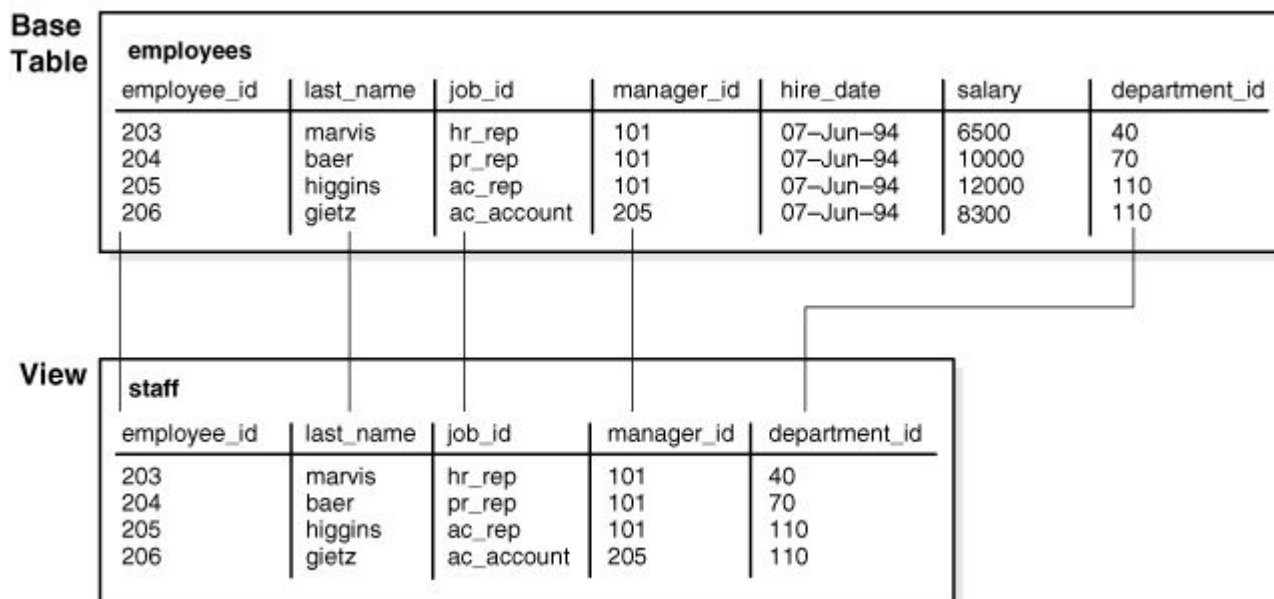 Base Table
employees
employee_id last_name job_id manager_id hire_date salary department_id
203 marvis hr_rep 101 07–Jun–94 6500 40
204 baer pr_rep 101 07–Jun–94 10000 70
205 higgins ac_rep 101 07–Jun–94 12000 110
206 gietz ac_account 205 07–Jun–94 8300 110
View
staff
employee_id last_name job_id manager_id department_id
203 marvis hr_rep 101 40
204 baer pr_rep 101 70
205 higgins ac_rep 101 110
206 gietz ac_account 205 110